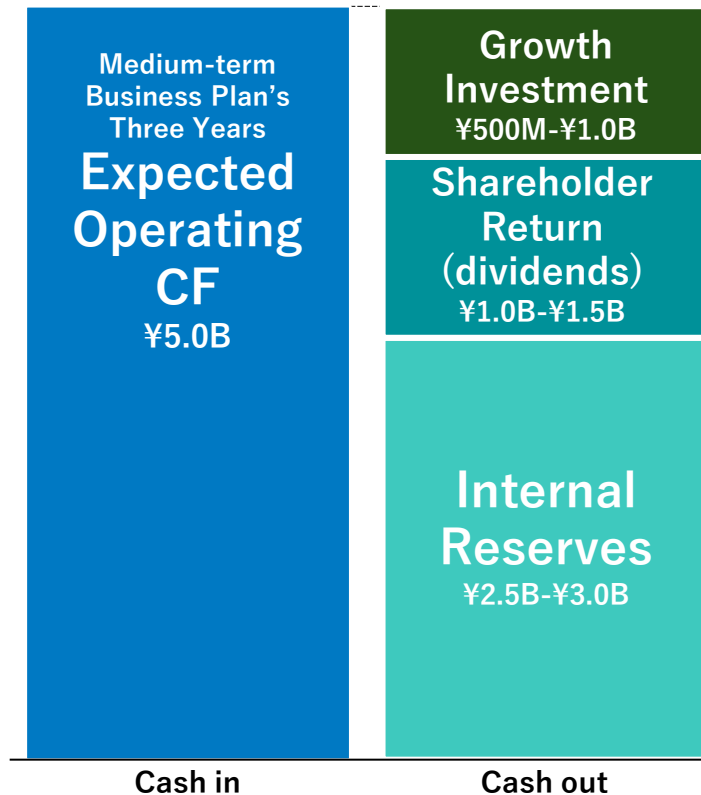 Medium-term
Business Plan’s
Three Years
Expected
Operating
CF
¥5.0B
Growth
Investment
¥500M-¥1.0B
Shareholder
Return
(dividends)
¥1.0B-¥1.5B
Internal
Reserves
¥2.5B-¥3.0B
Cash in
Cash out